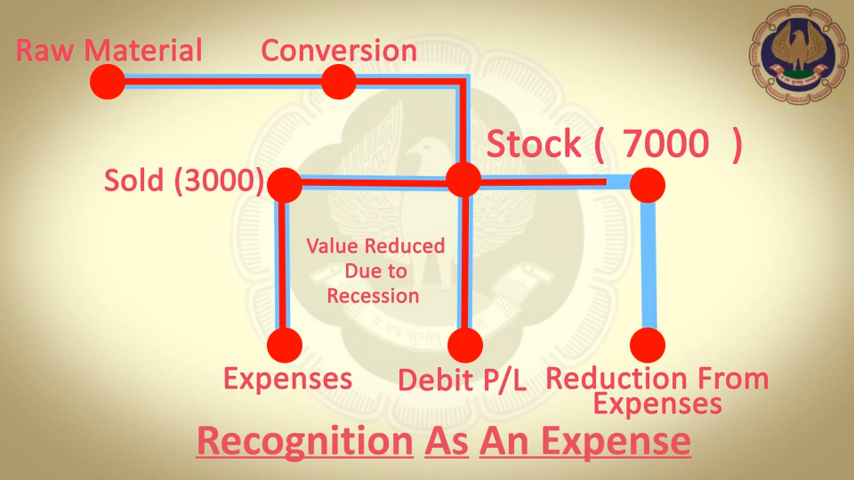 Raw Material
Conversion
Stock ( 7000 )
Sold (3000)
Value Reduced
Due to
Recession
Expenses
Debit P/L
Reduction From
Expenses
Recognition As An Expense